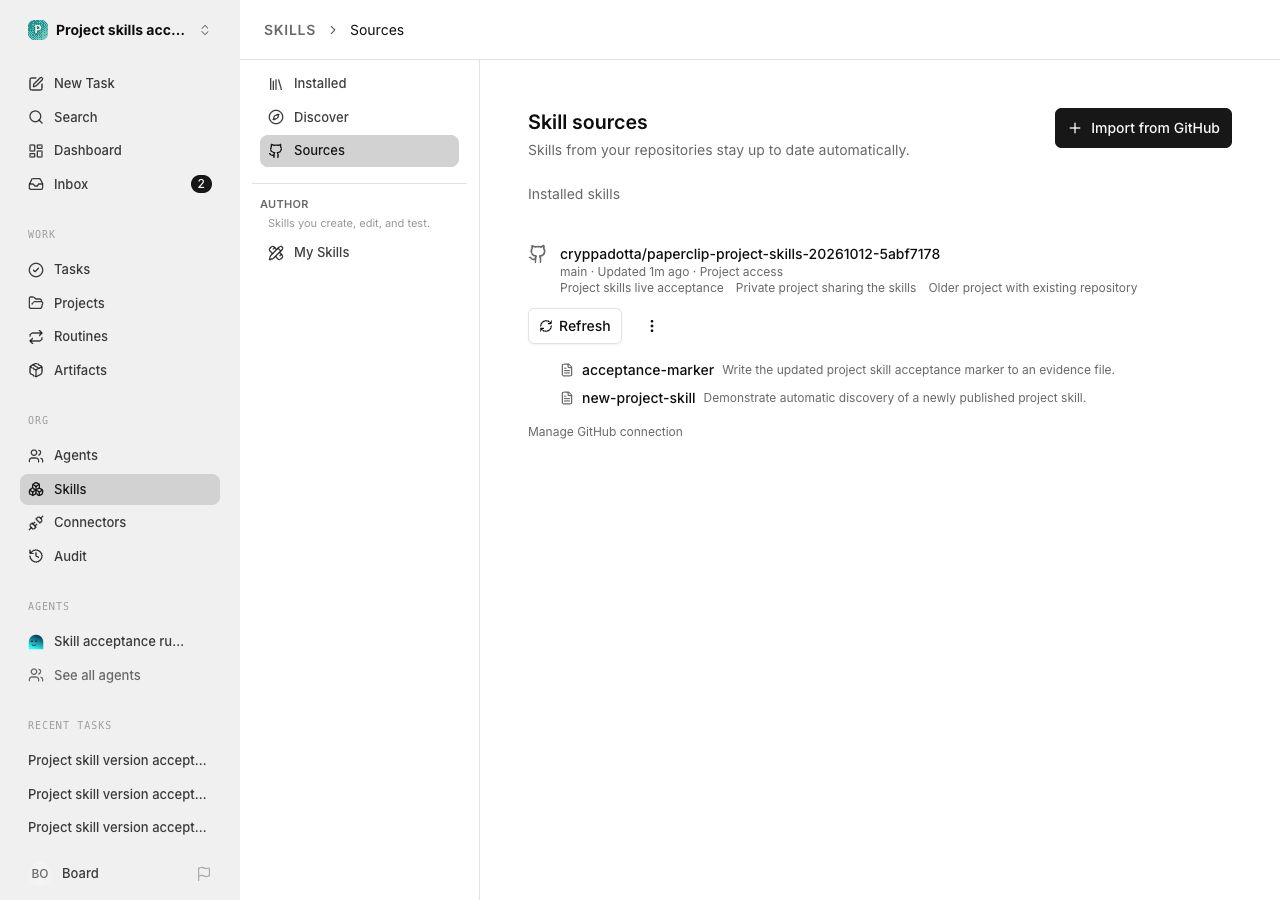 P Project skills acc...
New Task
Search
Dashboard
Inbox 2
WORK
Tasks
Projects
Routines
Artifacts
ORG
Agents
Skills
Connectors
Audit
AGENTS
Skill acceptance ru...
See all agents
RECENT TASKS
Project skill version accept...
Project skill version accept...
Project skill version accept...
BO Board
SKILLS > Sources
Installed
Discover
Sources
AUTHOR
Skills you create, edit, and test.
My Skills
Skill sources
Import from GitHub
Skills from your repositories stay up to date automatically.
Installed skills
cryppadotta/paperclip-project-skills-20261012-5abf7178
main · Updated 1m ago · Project access
Project skills live acceptance Private project sharing the skills Older project with existing repository
Refresh
acceptance-marker Write the updated project skill acceptance marker to an evidence file.
new-project-skill Demonstrate automatic discovery of a newly published project skill.
Manage GitHub connection